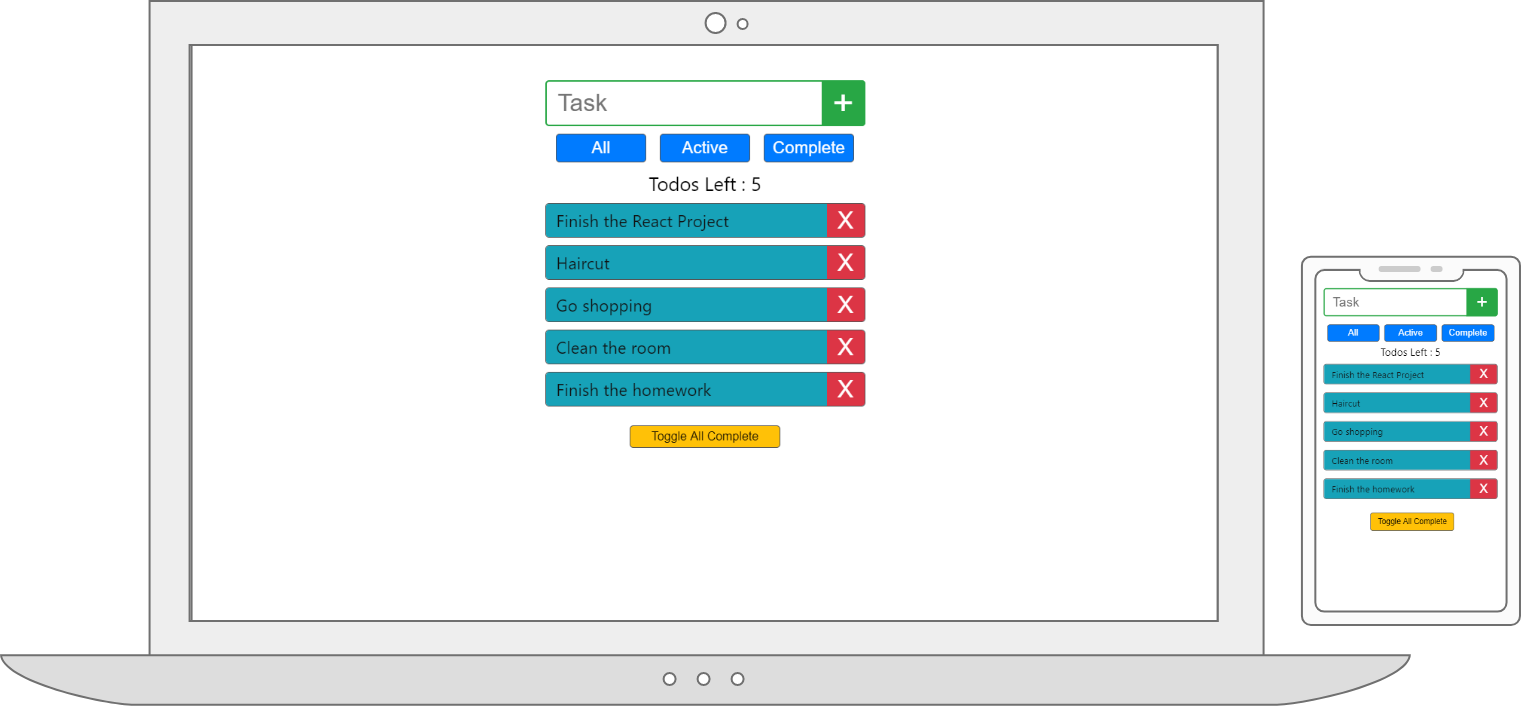 Task +
All Active Complete
Todos Left : 5
Finish the React Project X
Haircut X
Go shopping X
Clean the room X
Finish the homework X
Toggle All Complete
Task +
All Active Complete
Todos Left : 5
Finish the React Project X
Haircut X
Go shopping X
Clean the room X
Finish the homework X
Toggle All Complete